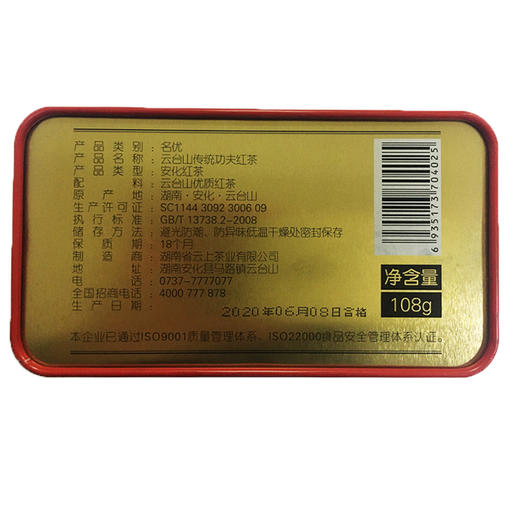 产品类别：名优
产品名称：云台山传统功夫红茶
产品类型：安化红茶
配料：云台山优质红茶
原产地：湖南·安化·云台山
生产许可证：SC1144 3092 3006 09
执行标准：GB/T 13738.2-2008
储存方法：避光防潮、防异味低温干燥处密封保存
保质期：18个月
制造商：湖南省云上茶业有限公司
地址：湖南安化县马路镇云台山
电话：0737-7777077
全国招商电话：4000 777 878
生产日期：2020年06月08日合格
本企业已通过ISO9001质量管理体系、ISO22000食品安全管理体系认证。
6935173704025
净含量
108g